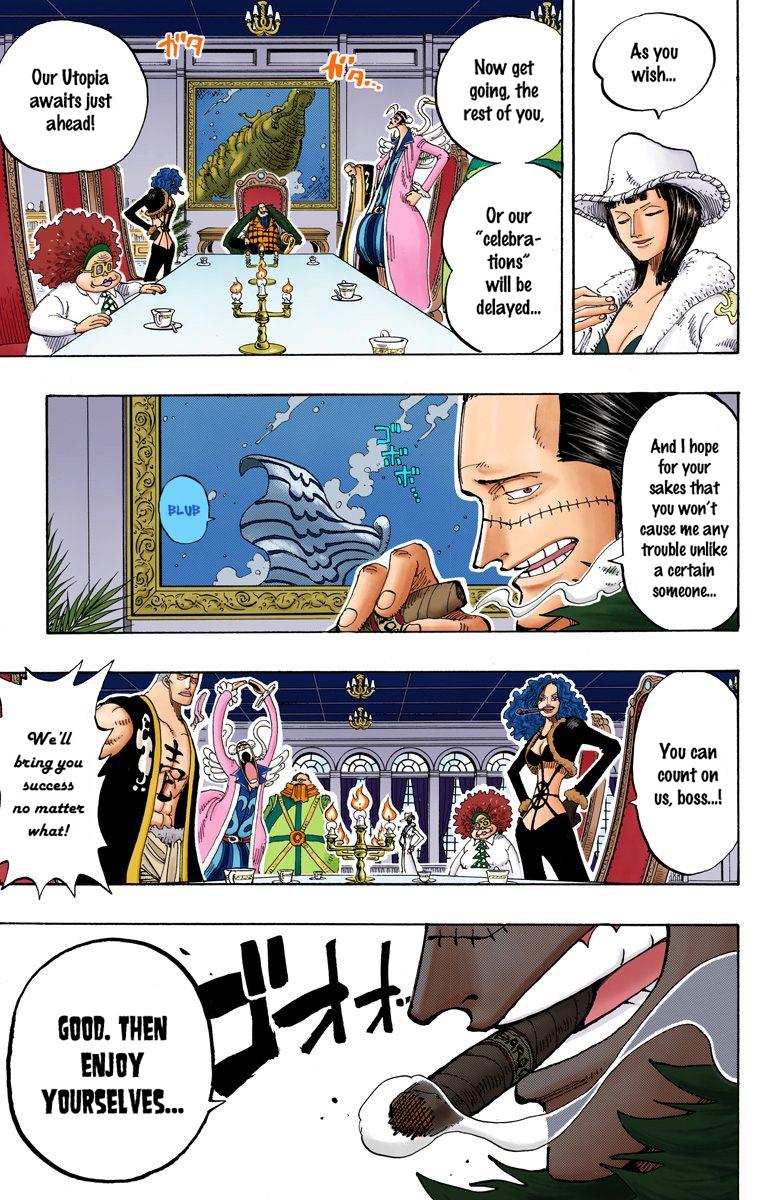 As you
wish...
Now get
going, the
rest of you,
Or our
"celebra-
tions"
will be
delayed...
ガタ
ガタ...
Our Utopia
awaits just
ahead!
And I hope
for your
sakes that
you won't
cause me any
trouble unlike
a certain
someone...
ゴボボ...
BLUB
You can
count on
us, boss...!
We'll
bring you
success
no matter
what!
ゴオオ...
GOOD. THEN
ENJOY
YOURSELVES...